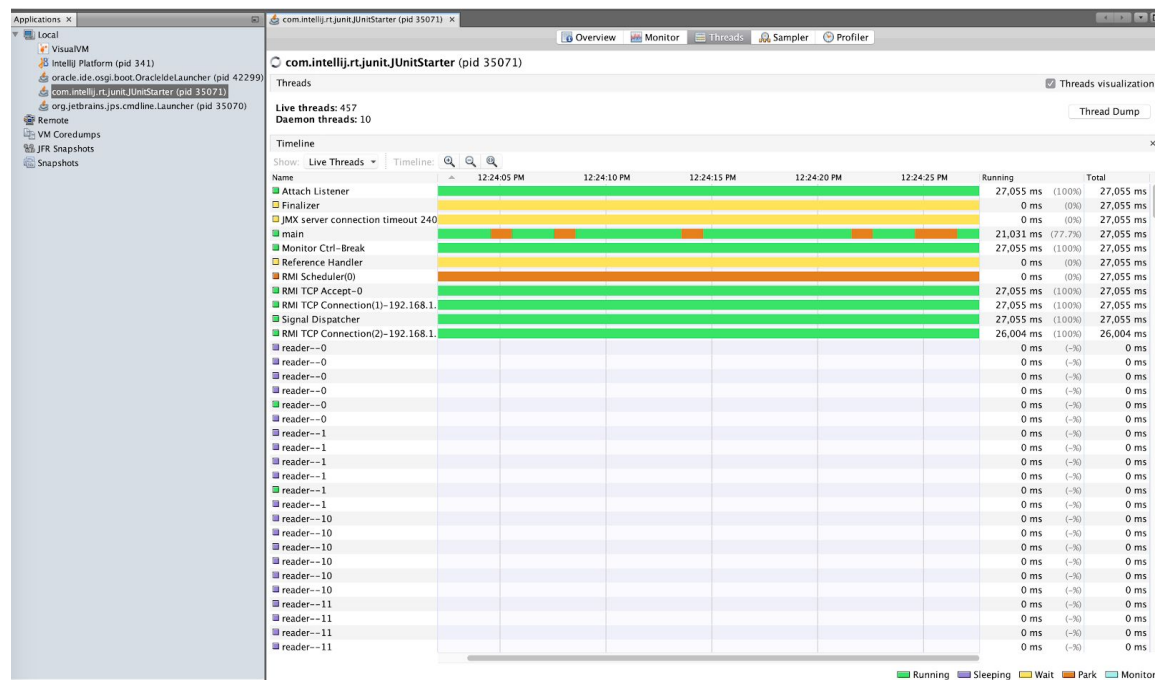 Applications ×
Local
VisualVM
IntelliJ Platform (pid 341)
oracle.ide.osgi.boot.OracleIdeLauncher (pid 42299)
com.intellij.rt.junit.JUnitStarter (pid 35071)
org.jetbrains.jps.cmdline.Launcher (pid 35070)
Remote
VM Coredumps
JFR Snapshots
Snapshots
com.intellij.rt.junit.JUnitStarter (pid 35071) ×
Overview Monitor Threads Sampler Profiler
com.intellij.rt.junit.JUnitStarter (pid 35071)
Threads Threads visualization
Live threads: 457
Daemon threads: 10
Thread Dump
Timeline ×
Show: Live Threads Timeline:
Name 12:24:05 PM 12:24:10 PM 12:24:15 PM 12:24:20 PM 12:24:25 PM Running Total
Attach Listener 27,055 ms (100%) 27,055 ms
Finalizer 0 ms (0%) 27,055 ms
JMX server connection timeout 240 0 ms (0%) 27,055 ms
main 21,031 ms (77.7%) 27,055 ms
Monitor Ctrl-Break 27,055 ms (100%) 27,055 ms
Reference Handler 0 ms (0%) 27,055 ms
RMI Scheduler(0) 0 ms (0%) 27,055 ms
RMI TCP Accept-0 27,055 ms (100%) 27,055 ms
RMI TCP Connection(1)-192.168.1. 27,055 ms (100%) 27,055 ms
Signal Dispatcher 27,055 ms (100%) 27,055 ms
RMI TCP Connection(2)-192.168.1. 26,004 ms (100%) 26,004 ms
reader--0 0 ms (-%) 0 ms
reader--0 0 ms (-%) 0 ms
reader--0 0 ms (-%) 0 ms
reader--0 0 ms (-%) 0 ms
reader--0 0 ms (-%) 0 ms
reader--0 0 ms (-%) 0 ms
reader--1 0 ms (-%) 0 ms
reader--1 0 ms (-%) 0 ms
reader--1 0 ms (-%) 0 ms
reader--1 0 ms (-%) 0 ms
reader--1 0 ms (-%) 0 ms
reader--1 0 ms (-%) 0 ms
reader--10 0 ms (-%) 0 ms
reader--10 0 ms (-%) 0 ms
reader--10 0 ms (-%) 0 ms
reader--10 0 ms (-%) 0 ms
reader--10 0 ms (-%) 0 ms
reader--10 0 ms (-%) 0 ms
reader--11 0 ms (-%) 0 ms
reader--11 0 ms (-%) 0 ms
reader--11 0 ms (-%) 0 ms
reader--11 0 ms (-%) 0 ms
Running Sleeping Wait Park Monitor